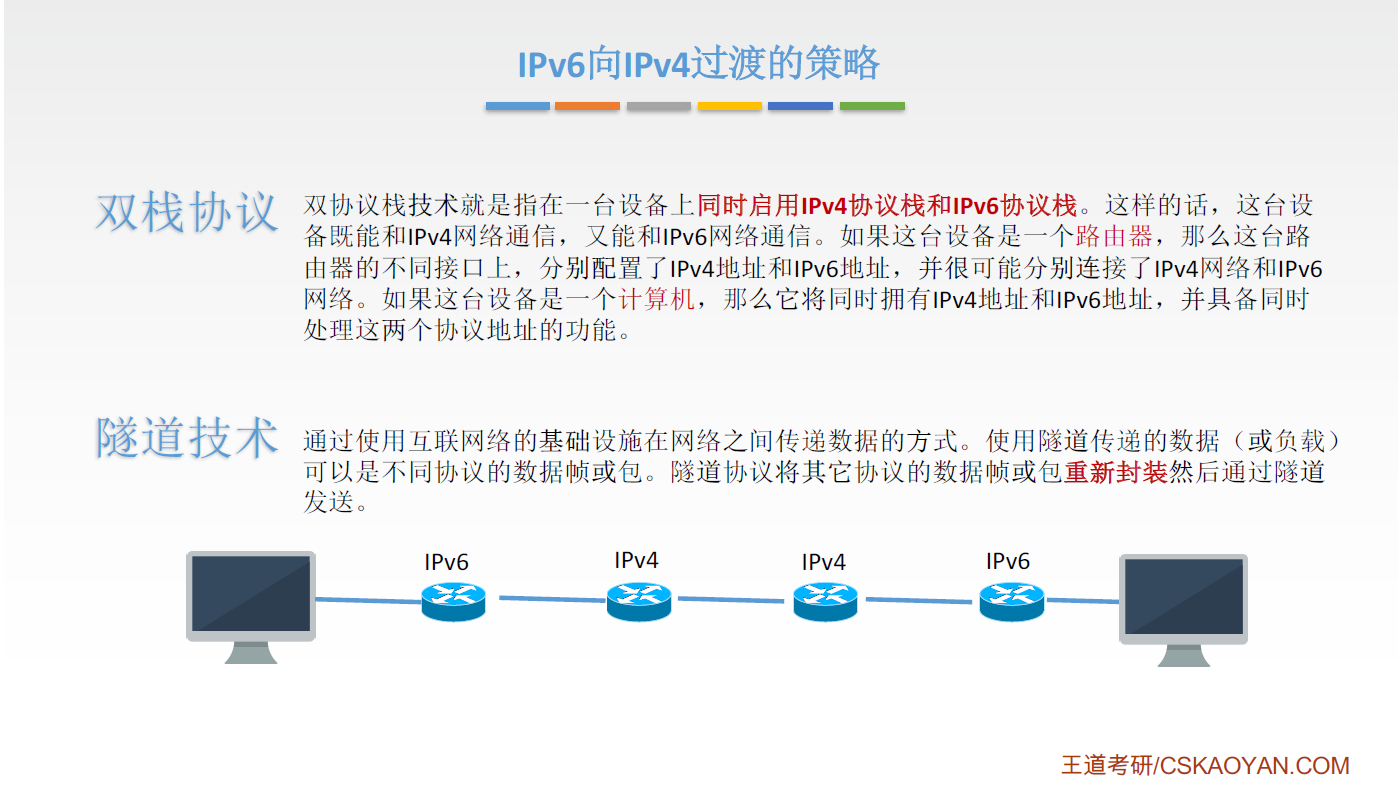 IPv6向IPv4过渡的策略
双栈协议
双协议栈技术就是指在一台设备上同时启用IPv4协议栈和IPv6协议栈。这样的话，这台设
备既能和IPv4网络通信，又能和IPv6网络通信。如果这台设备是一个路由器，那么这台路
由器的不同接口上，分别配置了IPv4地址和IPv6地址，并很可能分别连接了IPv4网络和IPv6
网络。如果这台设备是一个计算机，那么它将同时拥有IPv4地址和IPv6地址，并具备同时
处理这两个协议地址的功能。
隧道技术
通过使用互联网络的基础设施在网络之间传递数据的方式。使用隧道传递的数据（或负载）
可以是不同协议的数据帧或包。隧道协议将其它协议的数据帧或包重新封装然后通过隧道
发送。
IPv6
IPv4
IPv4
IPv6
王道考研/CSKAOYAN.COM